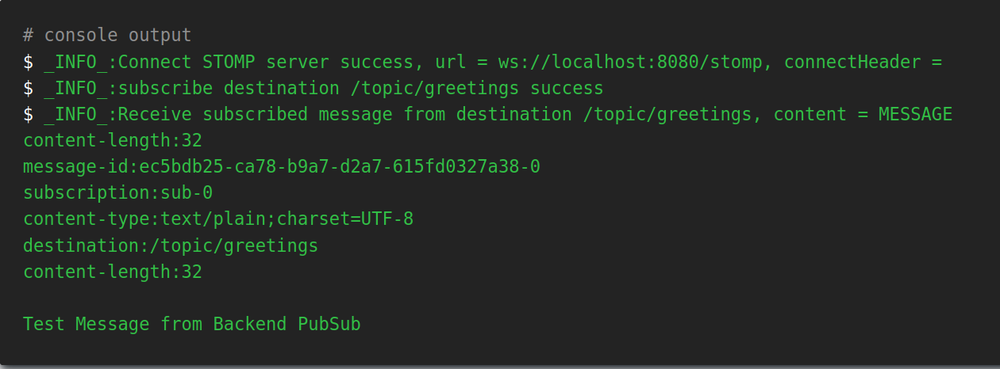 # console output
$ _INFO_:Connect STOMP server success, url = ws://localhost:8080/stomp, connectHeader =
$ _INFO_:subscribe destination /topic/greetings success
$ _INFO_:Receive subscribed message from destination /topic/greetings, content = MESSAGE
content-length:32
message-id:ec5bdb25-ca78-b9a7-d2a7-615fd0327a38-0
subscription:sub-0
content-type:text/plain;charset=UTF-8
destination:/topic/greetings
content-length:32
Test Message from Backend PubSub